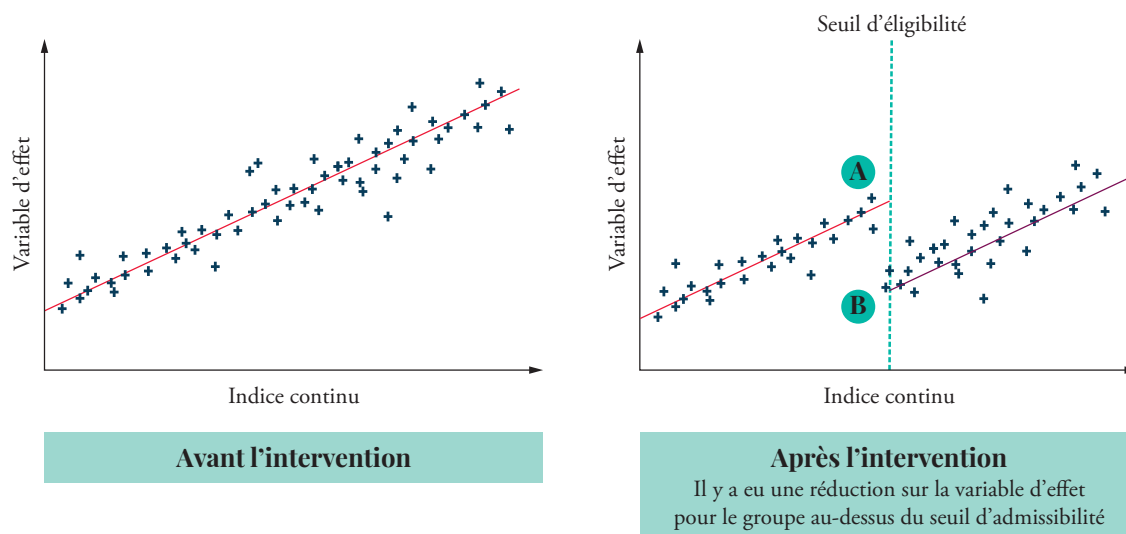 Variable d'effet
Indice continu
Avant l'intervention
Seuil d'éligibilité
Variable d'effet
A
B
Indice continu
Après l'intervention
Il y a eu une réduction sur la variable d'effet
pour le groupe au-dessus du seuil d'admissibilité